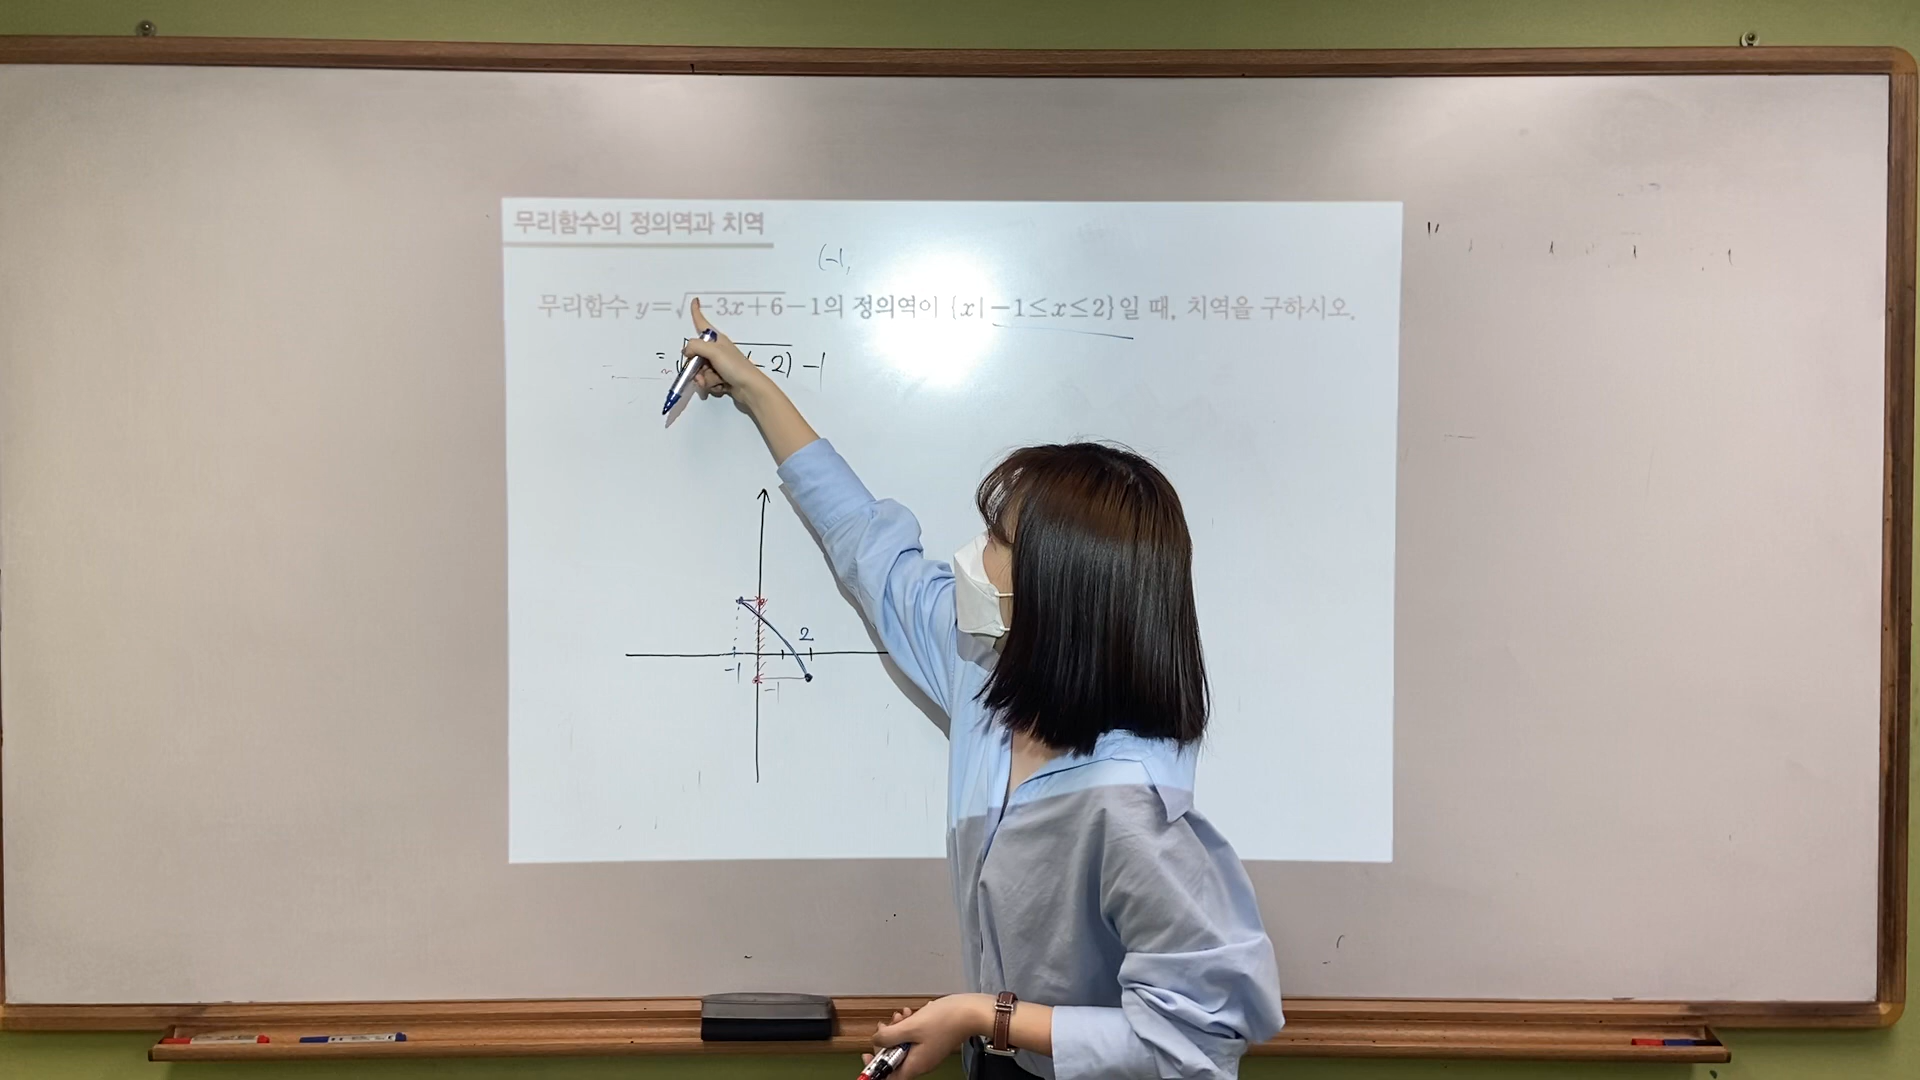 무리함수의 정의역과 치역
(-1,
무리함수 y=√-3x+6-1의 정의역이 {x|-1≤x≤2}일 때, 치역을 구하시오.
= -2) -1
2
-1
-1